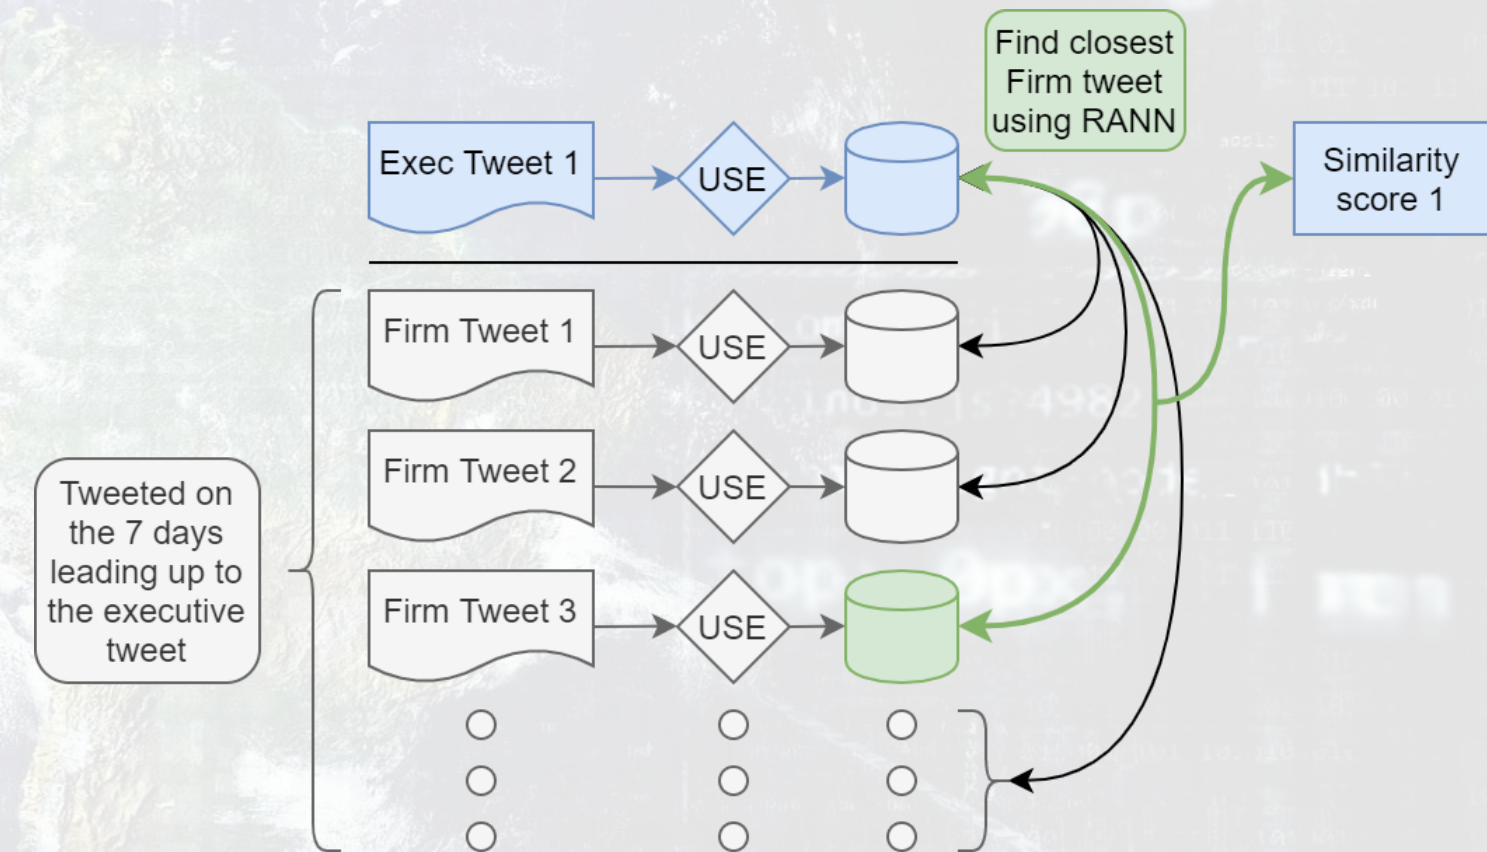 Find closest
Firm tweet
using RANN
Exec Tweet 1
USE
Similarity
score 1
Firm Tweet 1
USE
Firm Tweet 2
USE
Tweeted on
the 7 days
leading up to
the executive
tweet
Firm Tweet 3
USE